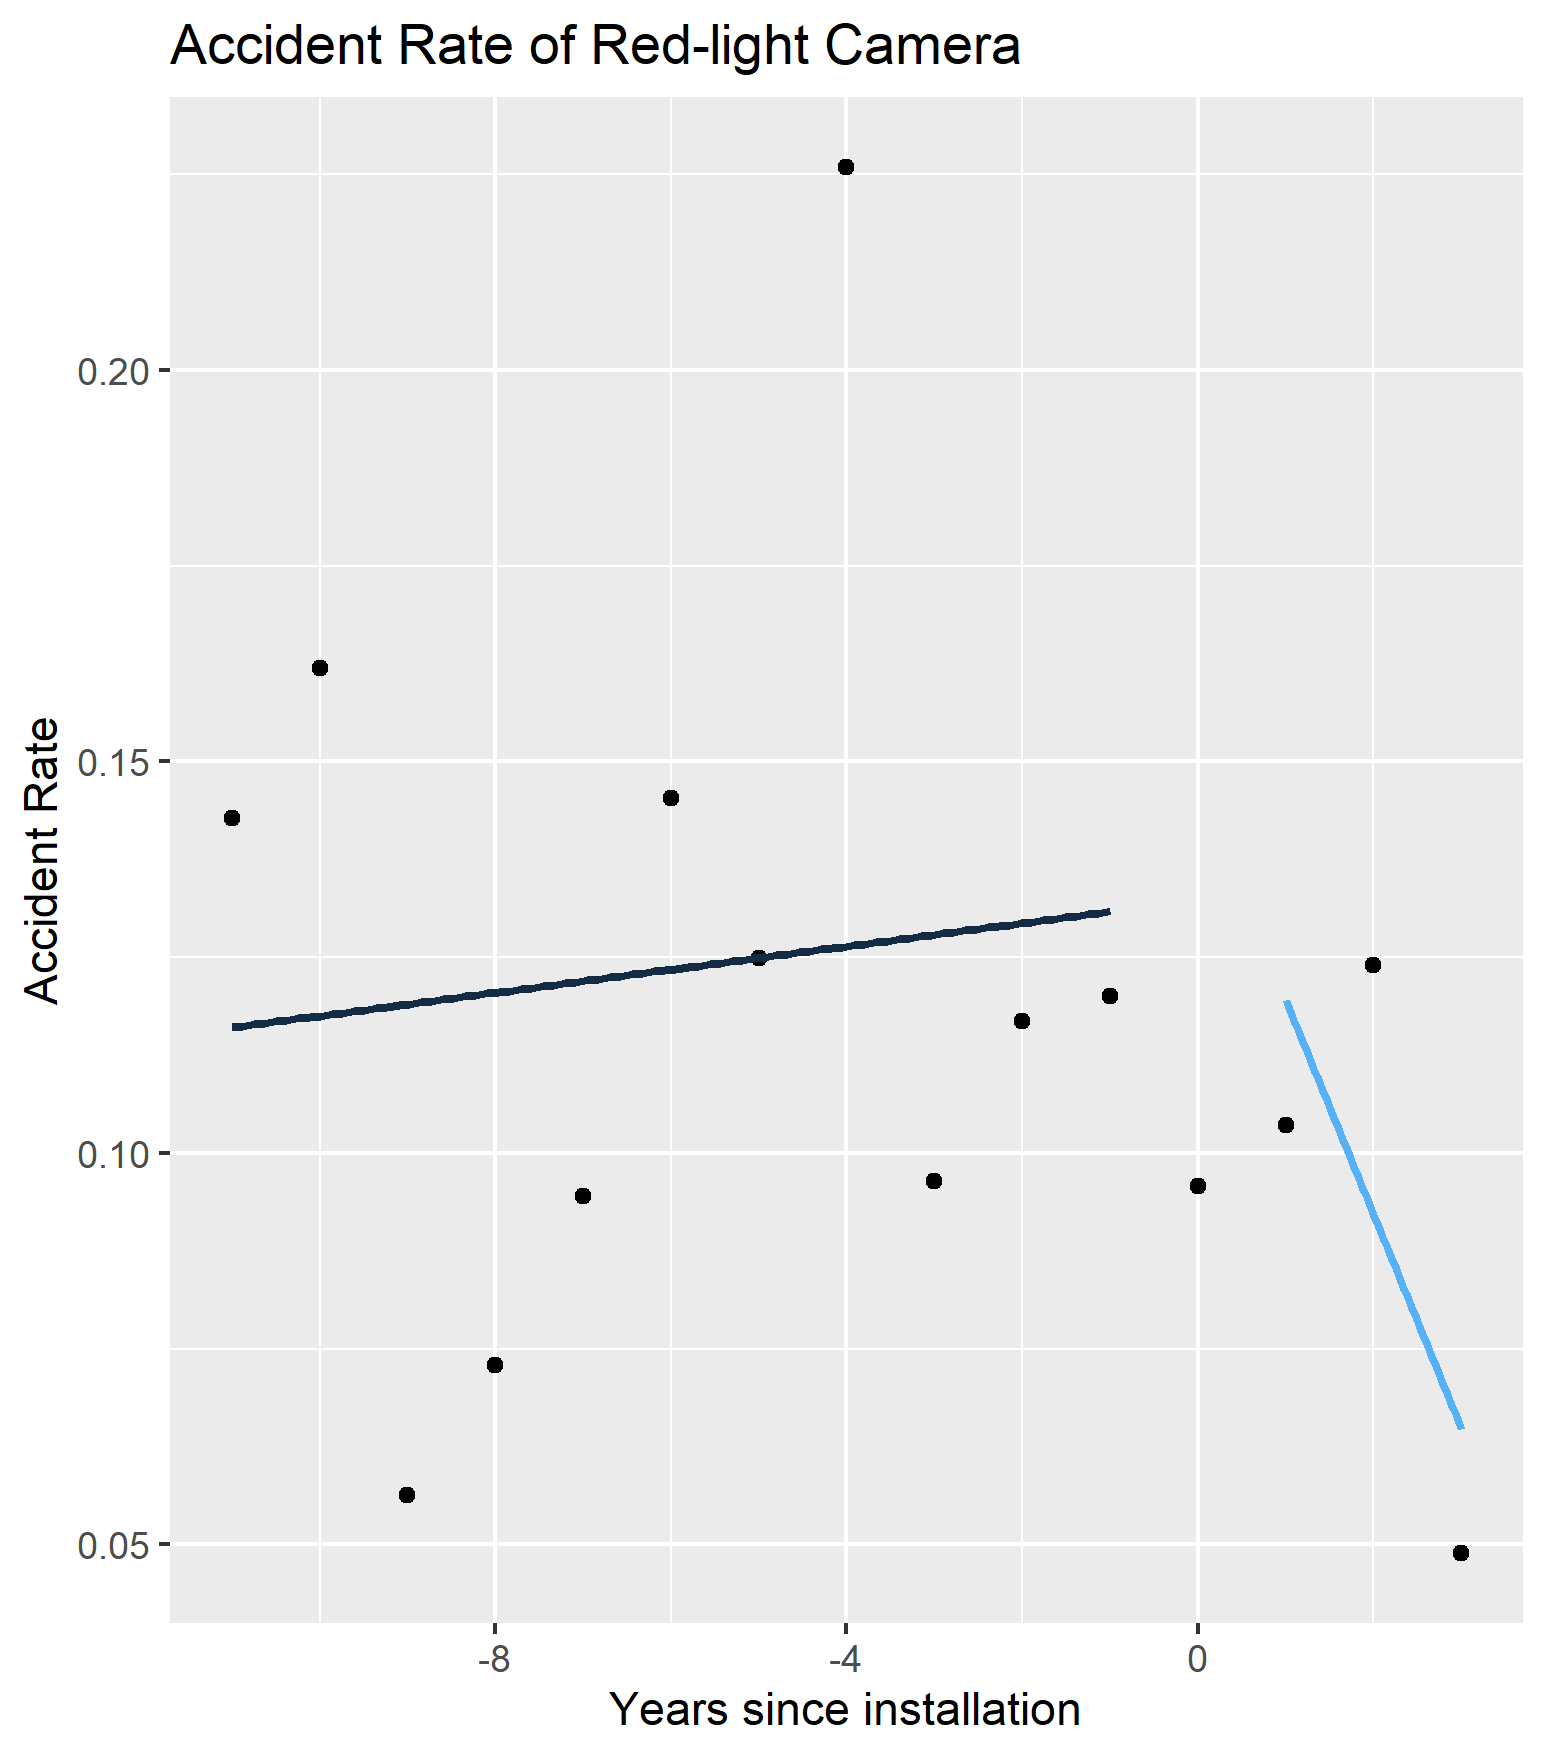 Accident Rate of Red-light Camera
Accident Rate
0.20
0.15
0.10
0.05
-8
-4
0
Years since installation